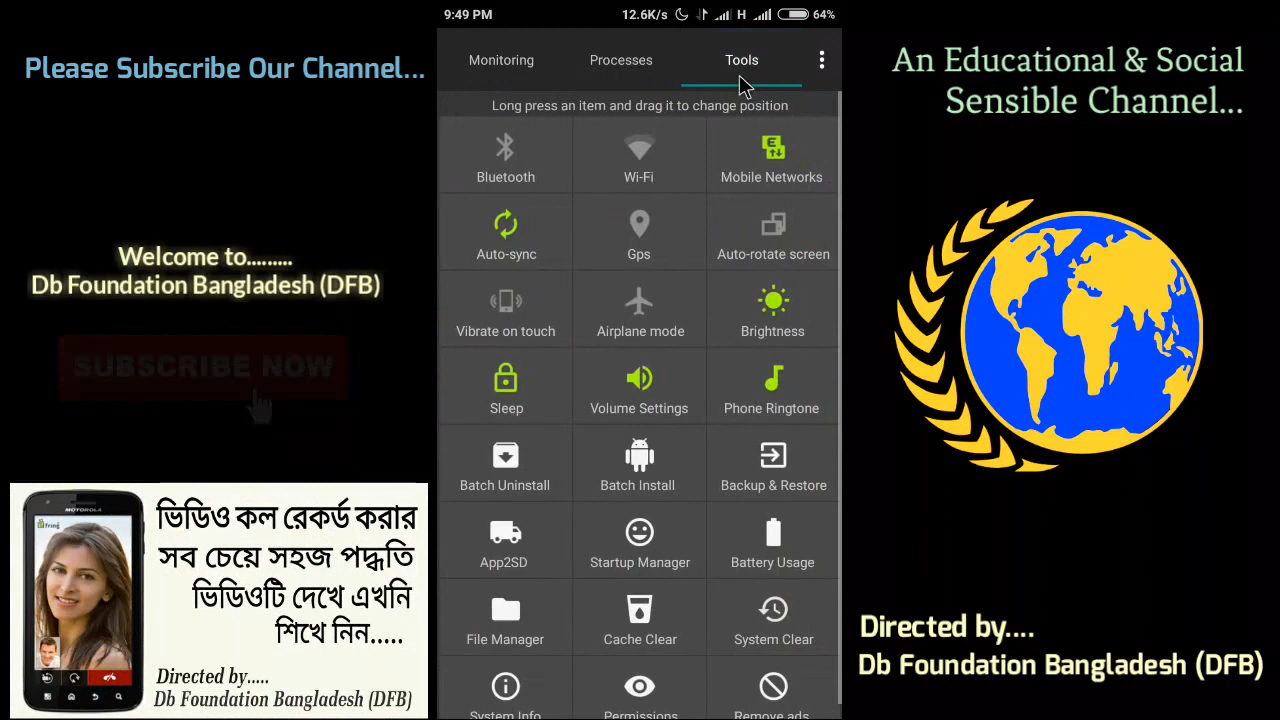 Please Subscribe Our Channel...
Welcome to.........
Db Foundation Bangladesh (DFB)
SUBSCRIBE NOW
MOTOROLA
fring
ভিডিও কল রেকর্ড করার
সব চেয়ে সহজ পদ্ধতি
ভিডিওটি দেখে এখনি
শিখে নিন.....
Directed by.....
Db Foundation Bangladesh (DFB)
9:49 PM 12.6K/s H 64%
Monitoring Processes Tools
Long press an item and drag it to change position
Bluetooth Wi-Fi Mobile Networks
Auto-sync Gps Auto-rotate screen
Vibrate on touch Airplane mode Brightness
Sleep Volume Settings Phone Ringtone
Batch Uninstall Batch Install Backup & Restore
App2SD Startup Manager Battery Usage
File Manager Cache Clear System Clear
System Info Permissions Remove ads
An Educational & Social
Sensible Channel...
Directed by....
Db Foundation Bangladesh (DFB)